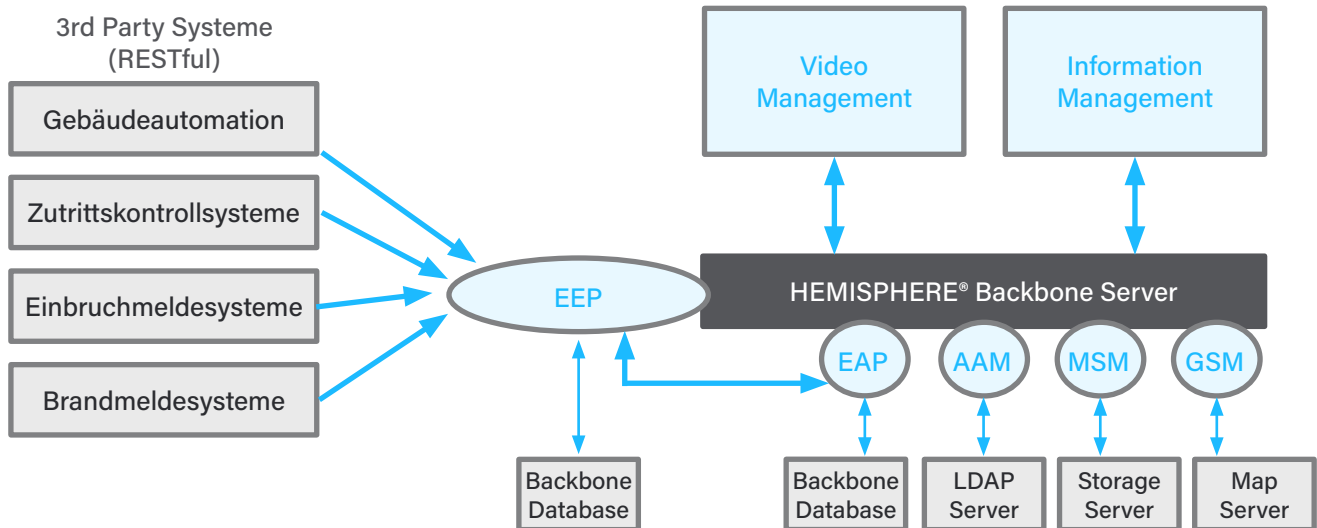 3rd Party Systeme
(RESTful)
Gebäudeautomation
Zutrittskontrollsysteme
Einbruchmeldesysteme
Brandmeldesysteme
Video
Management
Information
Management
EEP
HEMISPHERE® Backbone Server
EAP
AAM
MSM
GSM
Backbone
Database
Backbone
Database
LDAP
Server
Storage
Server
Map
Server